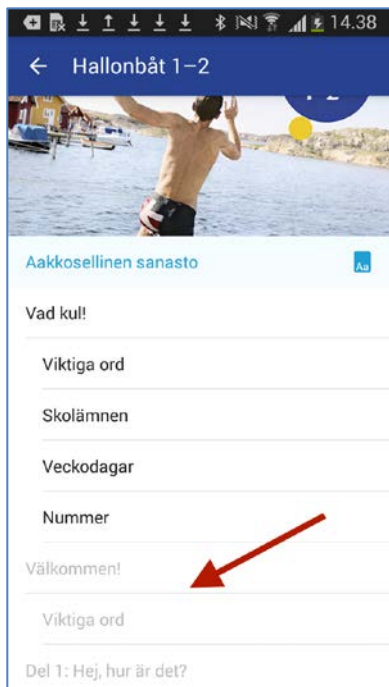 14.38
Hallonbåt 1–2
Aakkosellinen sanasto
Aa
Vad kul!
Viktiga ord
Skolämnen
Veckodagar
Nummer
Välkommen!
Viktiga ord
Del 1: Hej, hur är det?